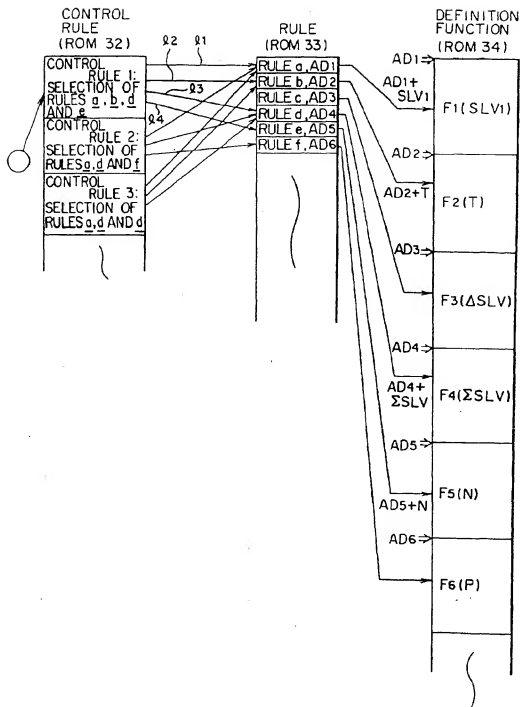 CONTROL
RULE
(ROM 32)
CONTROL
RULE 1:
SELECTION OF
RULES a, b, d
AND e
CONTROL
RULE 2:
SELECTION OF
RULES a, d AND f
CONTROL
RULE 3:
SELECTION OF
RULES a, d AND d
ℓ2
ℓ1
ℓ3
ℓ4
RULE
(ROM 33)
RULE a, AD1
RULE b, AD2
RULE c, AD3
RULE d, AD4
RULE e, AD5
RULE f, AD6
DEFINITION
FUNCTION
(ROM 34)
AD1
AD1+
SLV1
F1(SLV1)
AD2
AD2+T
F2(T)
AD3
F3(ΔSLV)
AD4
AD4+
ΣSLV
F4(ΣSLV)
AD5
AD5+N
F5(N)
AD6
F6(P)